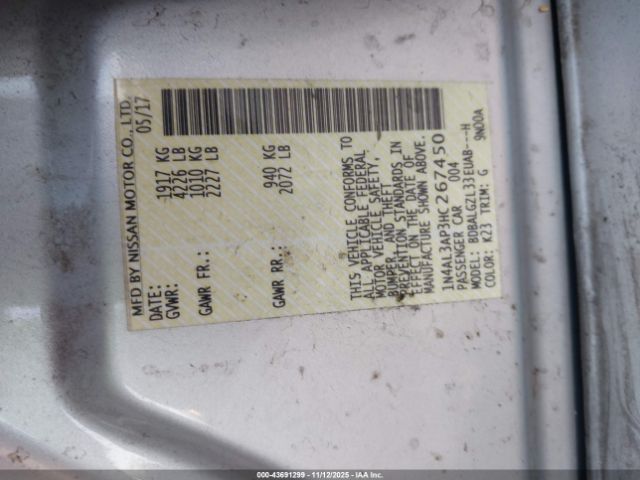 MFD BY NISSAN MOTOR CO., LTD.
DATE: 05/17
GVWR: 1917 KG
4226 LB
GAWR FR.: 1010 KG
2227 LB
GAWR RR.: 940 KG
2072 LB
THIS VEHICLE CONFORMS TO
ALL APPLICABLE FEDERAL
MOTOR VEHICLE SAFETY,
BUMPER, AND THEFT
PREVENTION STANDARDS IN
EFFECT ON THE DATE OF
MANUFACTURE SHOWN ABOVE.
1N4AL3AP3HC267450
PASSENGER CAR 004
MODEL: BDBALGZL33EUAB---H
COLOR: K23 TRIM: G 9N00A
000-43691299 - 11/12/2025 - IAA Corp.